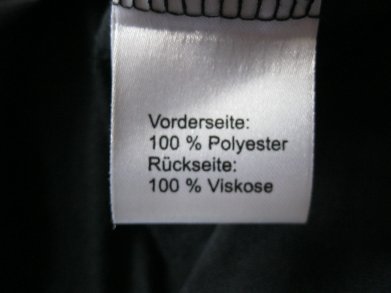 Vorderseite:
100 % Polyester
Rückseite:
100 % Viskose